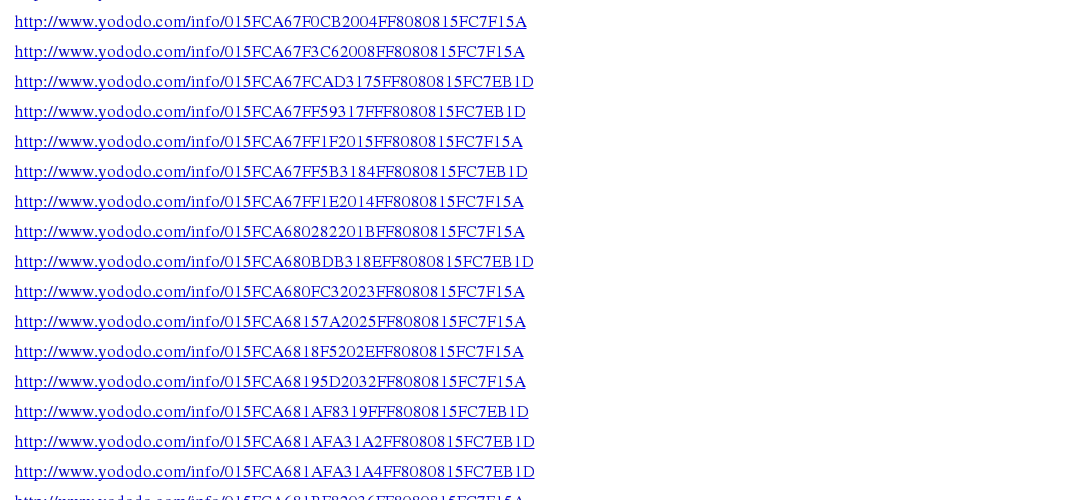 http://www.yododo.com/info/015FCA67F0CB2004FF8080815FC7F15A
http://www.yododo.com/info/015FCA67F3C62008FF8080815FC7F15A
http://www.yododo.com/info/015FCA67FCAD3175FF8080815FC7EB1D
http://www.yododo.com/info/015FCA67FF59317FFF8080815FC7EB1D
http://www.yododo.com/info/015FCA67FF1F2015FF8080815FC7F15A
http://www.yododo.com/info/015FCA67FF5B3184FF8080815FC7EB1D
http://www.yododo.com/info/015FCA67FF1E2014FF8080815FC7F15A
http://www.yododo.com/info/015FCA680282201BFF8080815FC7F15A
http://www.yododo.com/info/015FCA680BDB318EFF8080815FC7EB1D
http://www.yododo.com/info/015FCA680FC32023FF8080815FC7F15A
http://www.yododo.com/info/015FCA68157A2025FF8080815FC7F15A
http://www.yododo.com/info/015FCA6818F5202EFF8080815FC7F15A
http://www.yododo.com/info/015FCA68195D2032FF8080815FC7F15A
http://www.yododo.com/info/015FCA681AF8319FFF8080815FC7EB1D
http://www.yododo.com/info/015FCA681AFA31A2FF8080815FC7EB1D
http://www.yododo.com/info/015FCA681AFA31A4FF8080815FC7EB1D